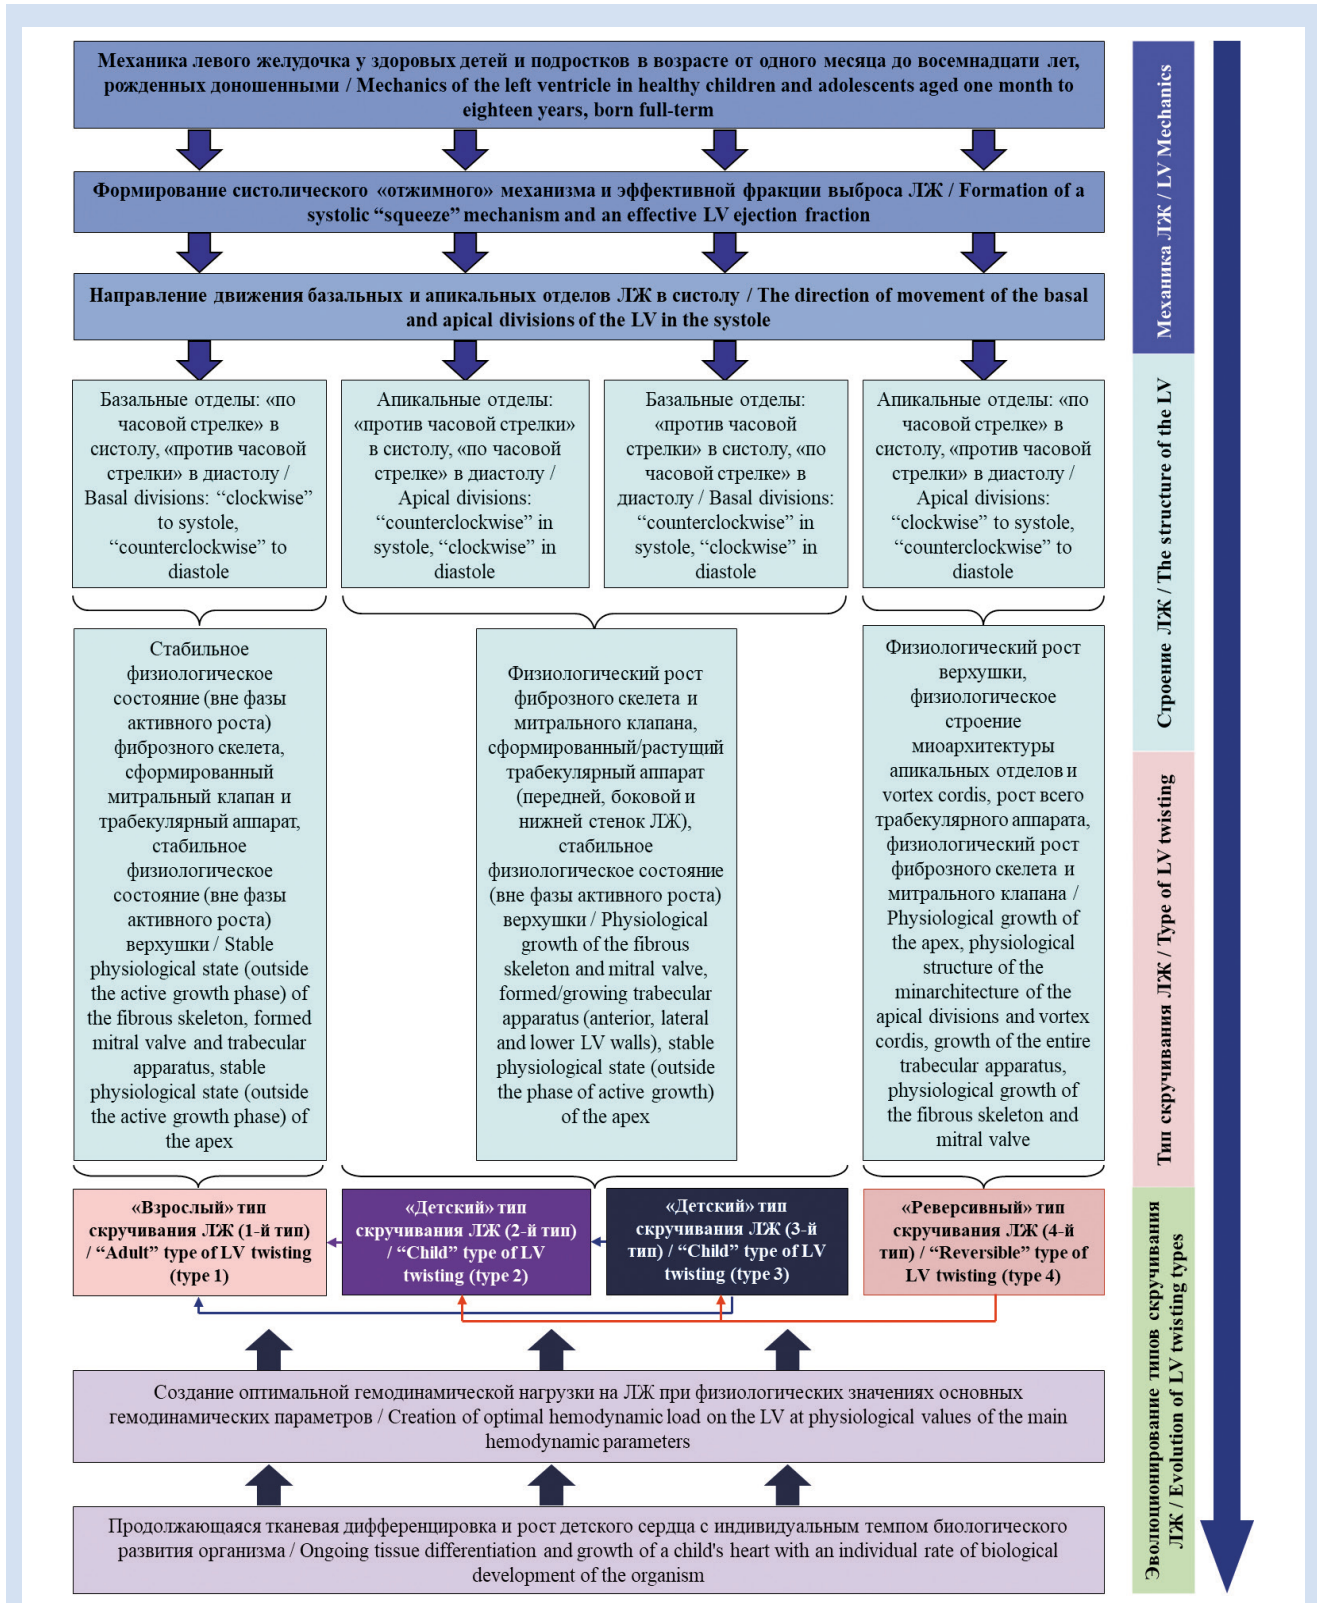 Механика левого желудочка у здоровых детей и подростков в возрасте от одного месяца до восемнадцати лет,
рожденных доношенными / Mechanics of the left ventricle in healthy children and adolescents aged one month to
eighteen years, born full-term
Формирование систолического «отжимного» механизма и эффективной фракции выброса ЛЖ / Formation of a
systolic “squeeze” mechanism and an effective LV ejection fraction
Направление движения базальных и апикальных отделов ЛЖ в систолу / The direction of movement of the basal
and apical divisions of the LV in the systole
Базальные отделы: «по
часовой стрелке» в
систолу, «против часовой
стрелки» в диастолу /
Basal divisions: “clockwise”
to systole,
“counterclockwise” to
diastole
Апикальные отделы:
«против часовой стрелки»
в систолу, «по часовой
стрелке» в диастолу /
Apical divisions:
“counterclockwise” in
systole, “clockwise” in
diastole
Базальные отделы:
«против часовой
стрелки» в систолу, «по
часовой стрелке» в
диастолу / Basal divisions:
“counterclockwise” in
systole, “clockwise” in
diastole
Апикальные отделы: «по
часовой стрелке» в
систолу, «против часовой
стрелки» в диастолу /
Apical divisions:
“clockwise” to systole,
“counterclockwise” to
diastole
Стабильное
физиологическое
состояние (вне фазы
активного роста)
фиброзного скелета,
сформированный
митральный клапан и
трабекулярный аппарат,
стабильное
физиологическое
состояние (вне фазы
активного роста)
верхушки / Stable
physiological state (outside
the active growth phase) of
the fibrous skeleton, formed
mitral valve and trabecular
apparatus, stable
physiological state (outside
the active growth phase) of
the apex
Физиологический рост
фиброзного скелета и
митрального клапана,
сформированный/растущий
трабекулярный аппарат
(передней, боковой и
нижней стенок ЛЖ),
стабильное
физиологическое состояние
(вне фазы активного роста)
верхушки / Physiological
growth of the fibrous
skeleton and mitral valve,
formed/growing trabecular
apparatus (anterior, lateral
and lower LV walls), stable
physiological state (outside
the phase of active growth)
of the apex
Физиологический рост
верхушки,
физиологическое
строение
миоархитектуры
апикальных отделов и
vortex cordis, рост всего
трабекулярного аппарата,
физиологический рост
фиброзного скелета и
митрального клапана /
Physiological growth of
the apex, physiological
structure of the
minarchitecture of the
apical divisions and vortex
cordis, growth of the entire
trabecular apparatus,
physiological growth of
the fibrous skeleton and
mitral valve
«Взрослый» тип
скручивания ЛЖ (1-й тип)
/ “Adult” type of LV twisting
(type 1)
«Детский» тип
скручивания ЛЖ (2-й тип)
/ “Child” type of LV
twisting (type 2)
«Детский» тип
скручивания ЛЖ (3-й
тип) / “Child” type of LV
twisting (type 3)
«Реверсивный» тип
скручивания ЛЖ (4-й
тип) / “Reversible” type of
LV twisting (type 4)
Создание оптимальной гемодинамической нагрузки на ЛЖ при физиологических значениях основных
гемодинамических параметров / Creation of optimal hemodynamic load on the LV at physiological values of the main
hemodynamic parameters
Продолжающаяся тканевая дифференцировка и рост детского сердца с индивидуальным темпом биологического
развития организма / Ongoing tissue differentiation and growth of a child's heart with an individual rate of biological
development of the organism
Механика ЛЖ / LV Mechanics
Строение ЛЖ / The structure of the LV
Тип скручивания ЛЖ / Type of LV twisting
Эволюционирование типов скручивания
ЛЖ / Evolution of LV twisting types